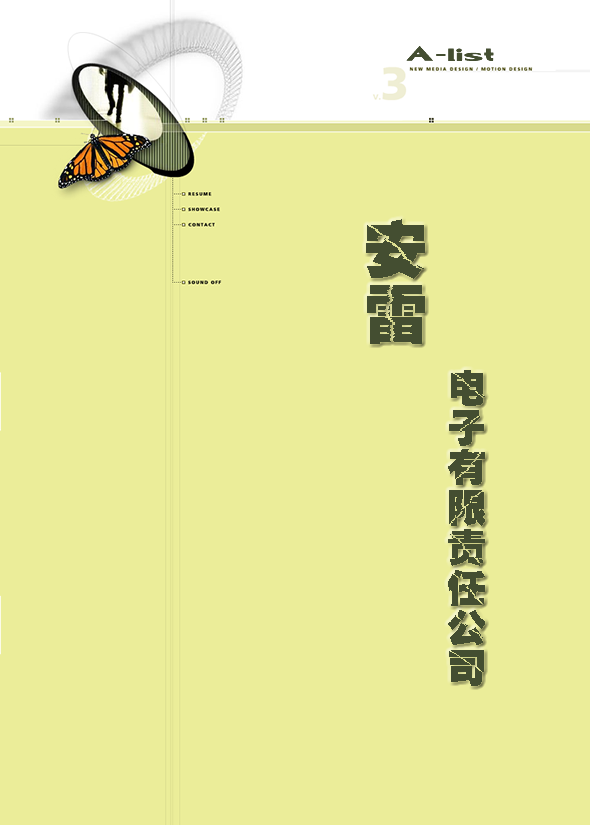 A-list
NEW MEDIA DESIGN / MOTION DESIGN
v.3
RESUME
SHOWCASE
CONTACT
SOUND OFF
安雷
电子有限责任公司